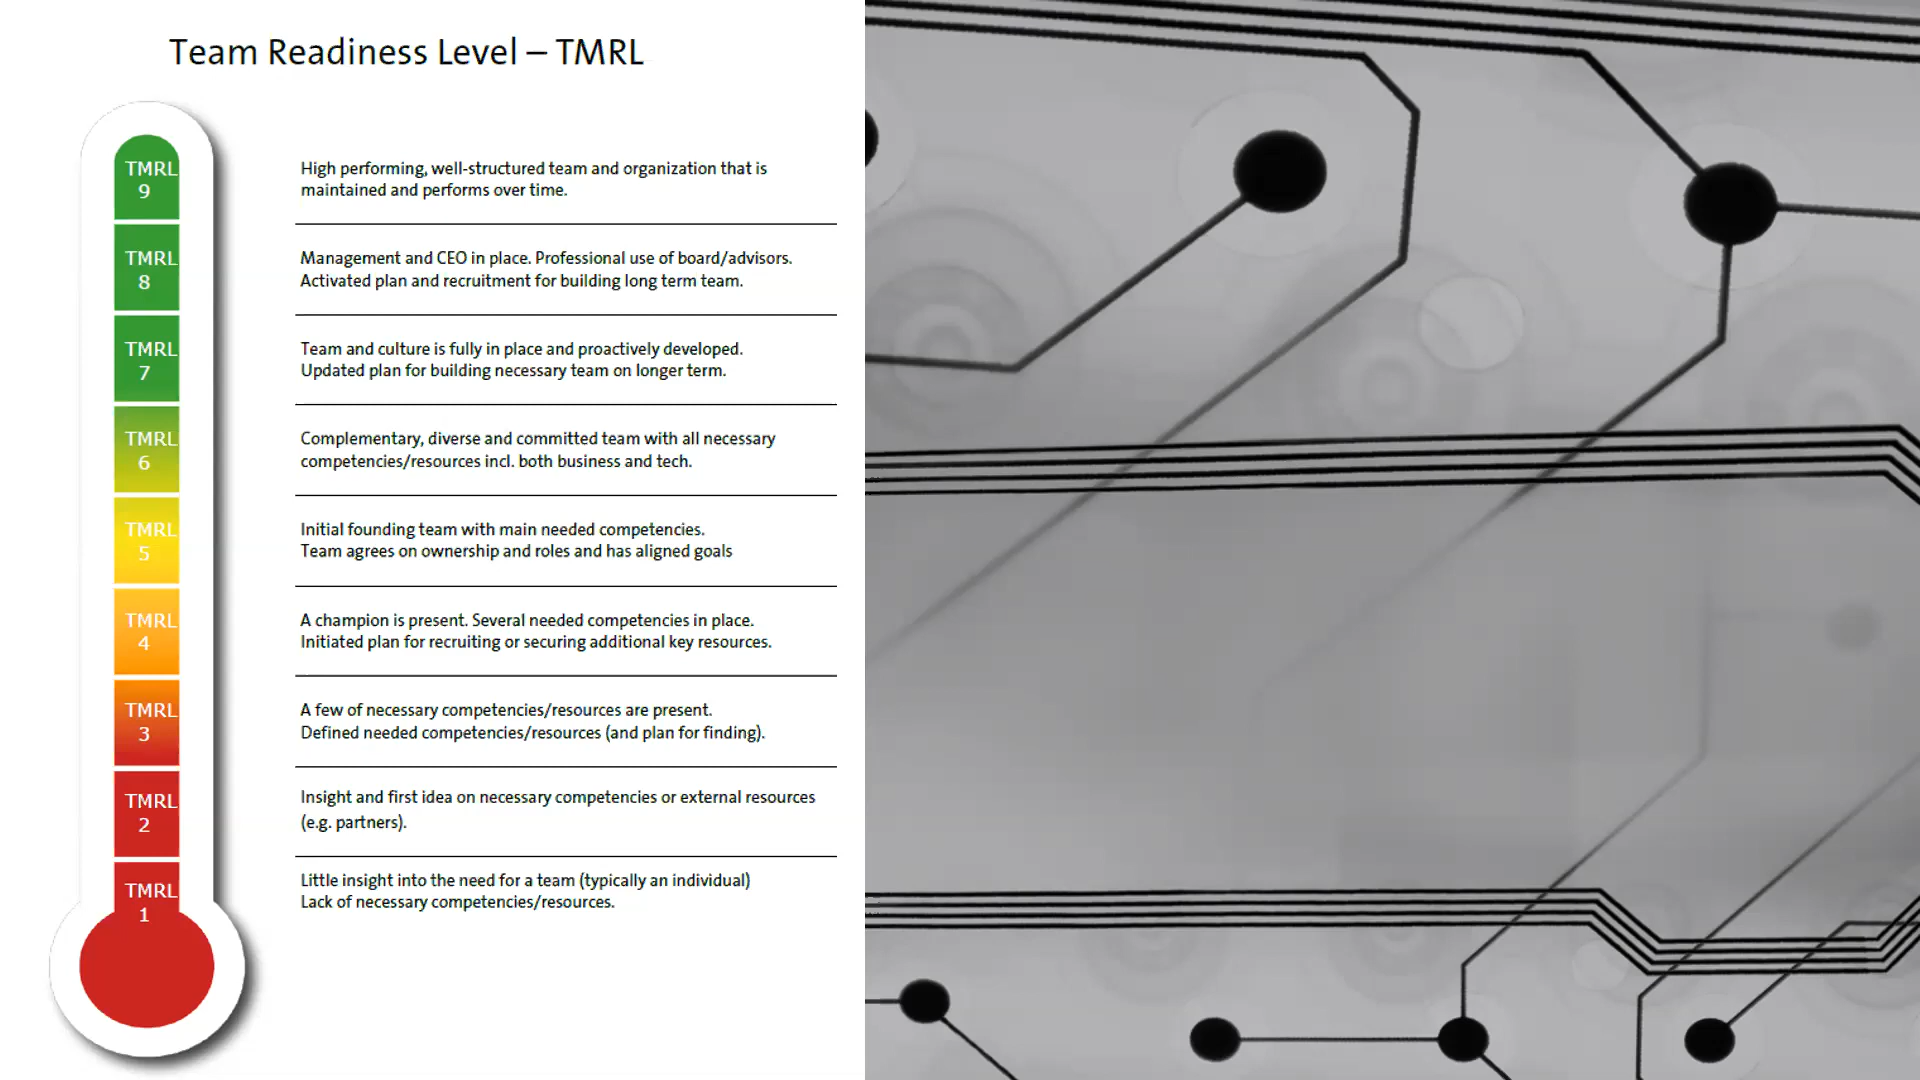 Team Readiness Level – TMRL
TMRL
9
High performing, well-structured team and organization that is
maintained and performs over time.
TMRL
8
Management and CEO in place. Professional use of board/advisors.
Activated plan and recruitment for building long term team.
TMRL
7
Team and culture is fully in place and proactively developed.
Updated plan for building necessary team on longer term.
TMRL
6
Complementary, diverse and committed team with all necessary
competencies/resources incl. both business and tech.
TMRL
5
Initial founding team with main needed competencies.
Team agrees on ownership and roles and has aligned goals
TMRL
4
A champion is present. Several needed competencies in place.
Initiated plan for recruiting or securing additional key resources.
TMRL
3
A few of necessary competencies/resources are present.
Defined needed competencies/resources (and plan for finding).
TMRL
2
Insight and first idea on necessary competencies or external resources
(e.g. partners).
TMRL
1
Little insight into the need for a team (typically an individual)
Lack of necessary competencies/resources.